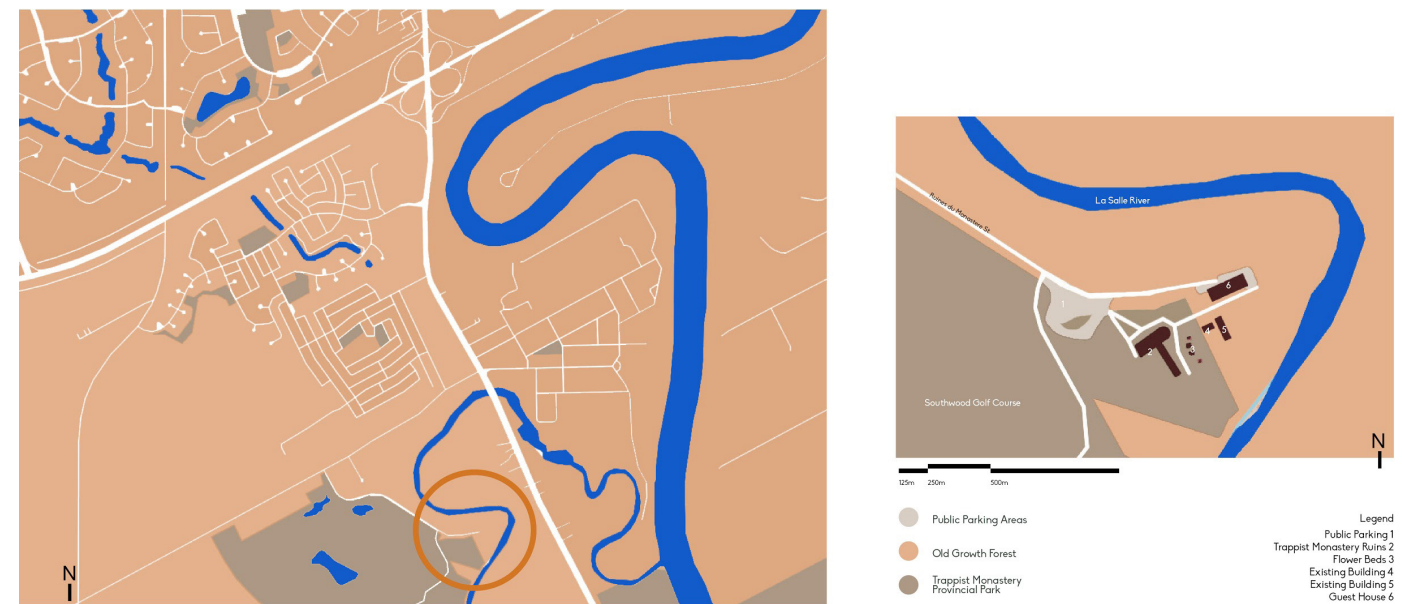 N
Ruines du Monastere St.
La Salle River
1
6
4
5
2
3
Southwood Golf Course
N
125m
250m
500m
Public Parking Areas
Old Growth Forest
Trappist Monastery
Provincial Park
Legend
Public Parking 1
Trappist Monastery Ruins 2
Flower Beds 3
Existing Building 4
Existing Building 5
Guest House 6